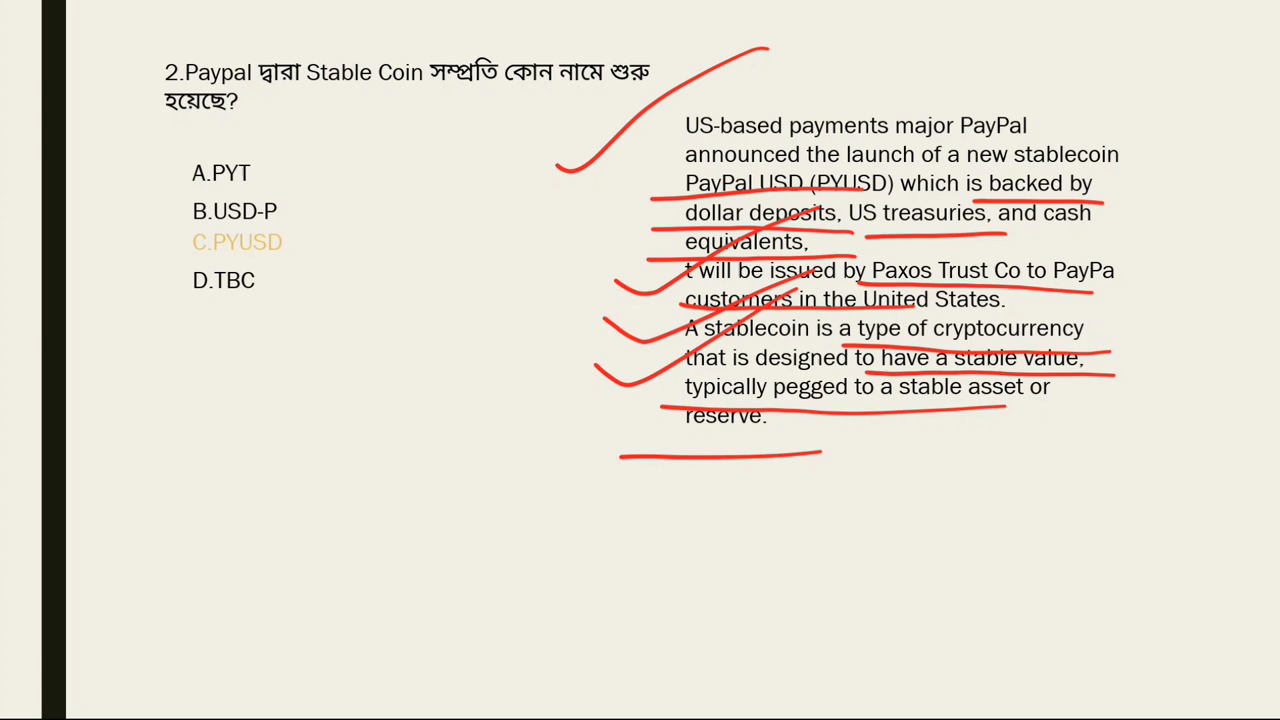 2.Paypal দ্বারা Stable Coin সম্প্রতি কোন নামে শুরু
হয়েছে?
A.PYT
B.USD-P
C.PYUSD
D.TBC
US-based payments major PayPal
announced the launch of a new stablecoin
PayPal USD (PYUSD) which is backed by
dollar deposits, US treasuries, and cash
equivalents,
t will be issued by Paxos Trust Co to PayPa
customers in the United States.
A stablecoin is a type of cryptocurrency
that is designed to have a stable value,
typically pegged to a stable asset or
reserve.